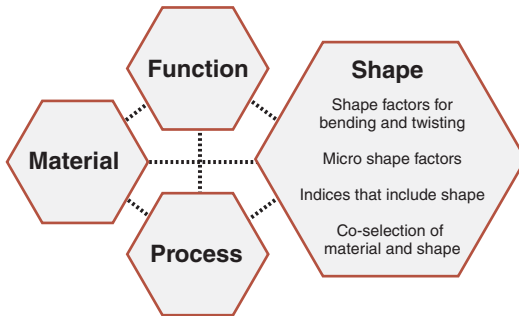 Function
Material
Process
Shape
Shape factors for
bending and twisting
Micro shape factors
Indices that include shape
Co-selection of
material and shape